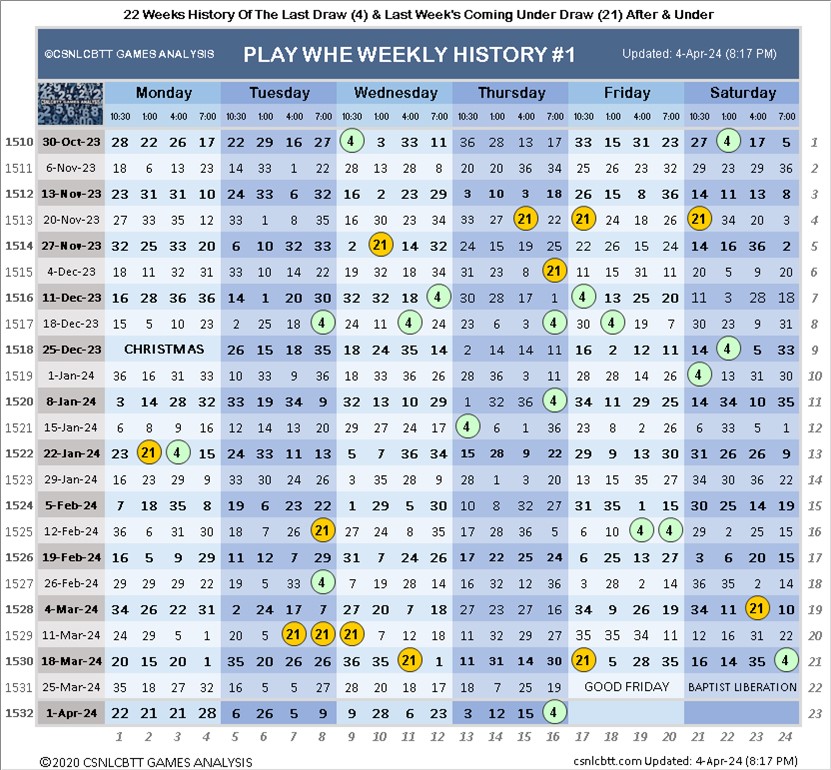 22 Weeks History Of The Last Draw (4) & Last Week's Coming Under Draw (21) After & Under
©CSNLCBTT GAMES ANALYSIS PLAY WHE WEEKLY HISTORY #1 Updated: 4-Apr-24 (8:17 PM)
CSNLCBTT GAMES ANALYSIS Monday Tuesday Wednesday Thursday Friday Saturday
10:30 1:00 4:00 7:00 10:30 1:00 4:00 7:00 10:30 1:00 4:00 7:00 10:30 1:00 4:00 7:00 10:30 1:00 4:00 7:00 10:30 1:00 4:00 7:00
1510 30-Oct-23 28 22 26 17 22 29 16 27 4 3 33 11 36 28 13 17 33 15 31 23 27 4 17 5 1
1511 6-Nov-23 18 6 13 23 14 33 1 22 28 13 28 8 20 20 36 34 25 26 23 32 29 23 29 36 2
1512 13-Nov-23 23 31 31 10 24 33 6 32 16 2 23 29 3 10 3 18 26 15 8 36 14 11 13 8 3
1513 20-Nov-23 27 33 35 12 33 1 8 35 16 30 23 34 33 27 21 22 21 24 18 26 21 34 20 3 4
1514 27-Nov-23 32 25 33 20 6 10 32 33 2 21 14 32 24 15 19 25 22 26 15 24 14 16 36 2 5
1515 4-Dec-23 18 11 32 31 33 10 14 22 19 32 18 34 31 23 8 21 11 15 31 11 20 5 9 20 6
1516 11-Dec-23 16 28 36 36 14 1 20 30 32 32 18 4 30 28 17 1 4 13 25 20 11 3 28 18 7
1517 18-Dec-23 15 5 10 23 2 25 18 4 24 11 4 24 23 6 3 4 30 4 19 7 30 23 9 31 8
1518 25-Dec-23 CHRISTMAS 26 15 18 35 18 24 35 14 2 14 14 11 16 2 12 11 14 4 5 33 9
1519 1-Jan-24 36 16 31 33 10 33 9 36 18 33 36 26 28 36 3 11 28 28 14 25 4 13 31 30 10
1520 8-Jan-24 3 14 28 32 33 19 34 9 32 13 10 29 1 32 36 4 34 11 29 25 14 34 10 35 11
1521 15-Jan-24 6 8 9 16 12 14 13 20 29 27 24 17 4 6 1 36 23 8 2 26 6 33 5 1 12
1522 22-Jan-24 23 21 4 15 24 33 11 13 5 7 36 34 15 28 9 22 29 9 13 30 31 28 26 26 13
1523 29-Jan-24 16 23 29 9 33 30 24 26 3 35 28 9 28 1 3 20 13 15 35 27 34 30 36 22 14
1524 5-Feb-24 7 18 35 8 19 6 23 22 1 29 5 30 10 8 32 27 31 35 1 15 30 25 14 19 15
1525 12-Feb-24 36 6 31 30 18 7 26 21 27 24 8 35 17 28 36 5 6 10 4 4 29 2 25 15 16
1526 19-Feb-24 16 5 9 29 11 12 7 29 31 7 24 26 17 22 25 24 6 25 13 27 3 6 20 15 17
1527 26-Feb-24 29 29 29 22 19 5 33 4 7 19 28 14 16 32 12 36 3 28 2 14 36 35 2 14 18
1528 4-Mar-24 34 26 22 31 2 24 17 7 27 20 7 18 27 23 27 16 34 9 26 19 34 11 21 10 19
1529 11-Mar-24 24 29 5 1 20 5 21 21 21 7 12 18 11 32 29 27 35 35 34 11 12 16 31 22 20
1530 18-Mar-24 20 15 20 1 35 20 26 26 36 35 21 1 11 31 14 30 21 5 28 35 16 14 35 4 21
1531 25-Mar-24 35 18 27 32 16 5 5 27 28 20 18 17 18 7 25 19 GOOD FRIDAY BAPTIST LIBERATION 22
1532 1-Apr-24 22 21 21 28 6 26 5 9 9 28 6 23 3 12 15 4 23
1 2 3 4 5 6 7 8 9 10 11 12 13 14 15 16 17 18 19 20 21 22 23 24
©2020 CSNLCBTT GAMES ANALYSIS csnlcbtt.com Updated: 4-Apr-24 (8:17 PM)